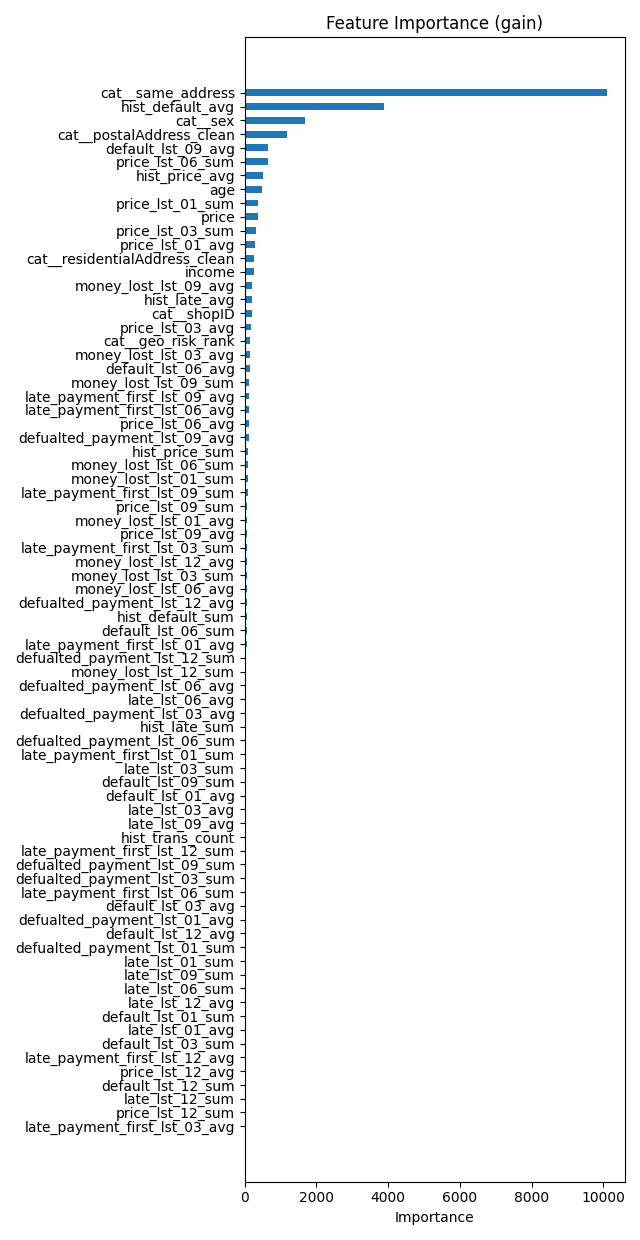 Feature Importance (gain)
cat__same_address
hist_default_avg
cat__sex
cat__postalAddress_clean
default_lst_09_avg
price_lst_06_sum
hist_price_avg
age
price_lst_01_sum
price
price_lst_03_sum
price_lst_01_avg
cat__residentialAddress_clean
income
money_lost_lst_09_avg
hist_late_avg
cat__shopID
price_lst_03_avg
cat__geo_risk_rank
money_lost_lst_03_avg
default_lst_06_avg
money_lost_lst_09_sum
late_payment_first_lst_09_avg
late_payment_first_lst_06_avg
price_lst_06_avg
defualted_payment_lst_09_avg
hist_price_sum
money_lost_lst_06_sum
money_lost_lst_01_sum
late_payment_first_lst_09_sum
price_lst_09_sum
money_lost_lst_01_avg
price_lst_09_avg
late_payment_first_lst_03_sum
money_lost_lst_12_avg
money_lost_lst_03_sum
money_lost_lst_06_avg
defualted_payment_lst_12_avg
hist_default_sum
default_lst_06_sum
late_payment_first_lst_01_avg
defualted_payment_lst_12_sum
money_lost_lst_12_sum
defualted_payment_lst_06_avg
late_lst_06_avg
defualted_payment_lst_03_avg
hist_late_sum
defualted_payment_lst_06_sum
late_payment_first_lst_01_sum
late_lst_03_sum
default_lst_09_sum
default_lst_01_avg
late_lst_03_avg
late_lst_09_avg
hist_trans_count
late_payment_first_lst_12_sum
defualted_payment_lst_09_sum
defualted_payment_lst_03_sum
late_payment_first_lst_06_sum
default_lst_03_avg
defualted_payment_lst_01_avg
default_lst_12_avg
defualted_payment_lst_01_sum
late_lst_01_sum
late_lst_09_sum
late_lst_06_sum
late_lst_12_avg
default_lst_01_sum
late_lst_01_avg
default_lst_03_sum
late_payment_first_lst_12_avg
price_lst_12_avg
default_lst_12_sum
late_lst_12_sum
price_lst_12_sum
late_payment_first_lst_03_avg
0 2000 4000 6000 8000 10000
Importance